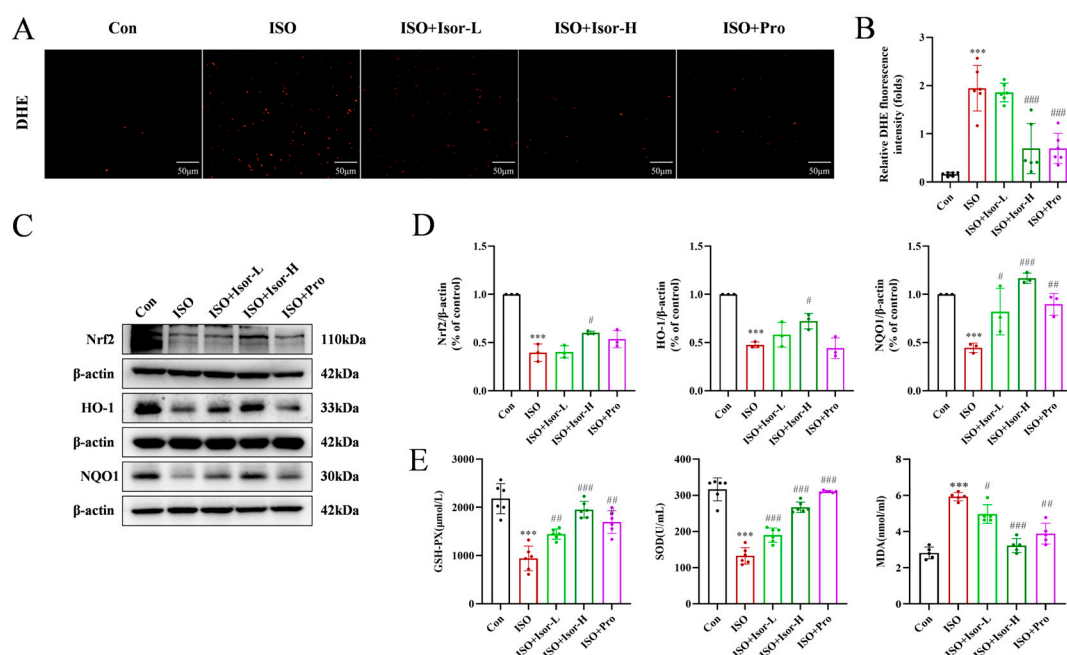 A
Con
ISO
ISO+Isor-L
ISO+Isor-H
ISO+Pro
DHE
50μm
50μm
50μm
50μm
50μm
B
Relative DHE fluorescence
intensity (folds)
3
2
1
0
***
###
###
Con
ISO
ISO+Isor-L
ISO+Isor-H
ISO+Pro
C
Con
ISO
ISO+Isor-L
ISO+Isor-H
ISO+Pro
Nrf2 110kDa
β-actin 42kDa
HO-1 33kDa
β-actin 42kDa
NQO1 30kDa
β-actin 42kDa
D
Nrf2/β-actin
(% of control)
1.5
1.0
0.5
0.0
***
#
Con
ISO
ISO+Isor-L
ISO+Isor-H
ISO+Pro
HO-1/β-actin
(% of control)
1.5
1.0
0.5
0.0
***
#
Con
ISO
ISO+Isor-L
ISO+Isor-H
ISO+Pro
NQO1/β-actin
(% of control)
1.5
1.0
0.5
0.0
***
#
###
##
Con
ISO
ISO+Isor-L
ISO+Isor-H
ISO+Pro
E
GSH-PX(μmol/L)
3000
2000
1000
0
***
##
###
##
Con
ISO
ISO+Isor-L
ISO+Isor-H
ISO+Pro
SOD(U/mL)
400
300
200
100
0
***
###
###
###
Con
ISO
ISO+Isor-L
ISO+Isor-H
ISO+Pro
MDA(nmol/ml)
8
6
4
2
0
***
#
###
##
Con
ISO
ISO+Isor-L
ISO+Isor-H
ISO+Pro